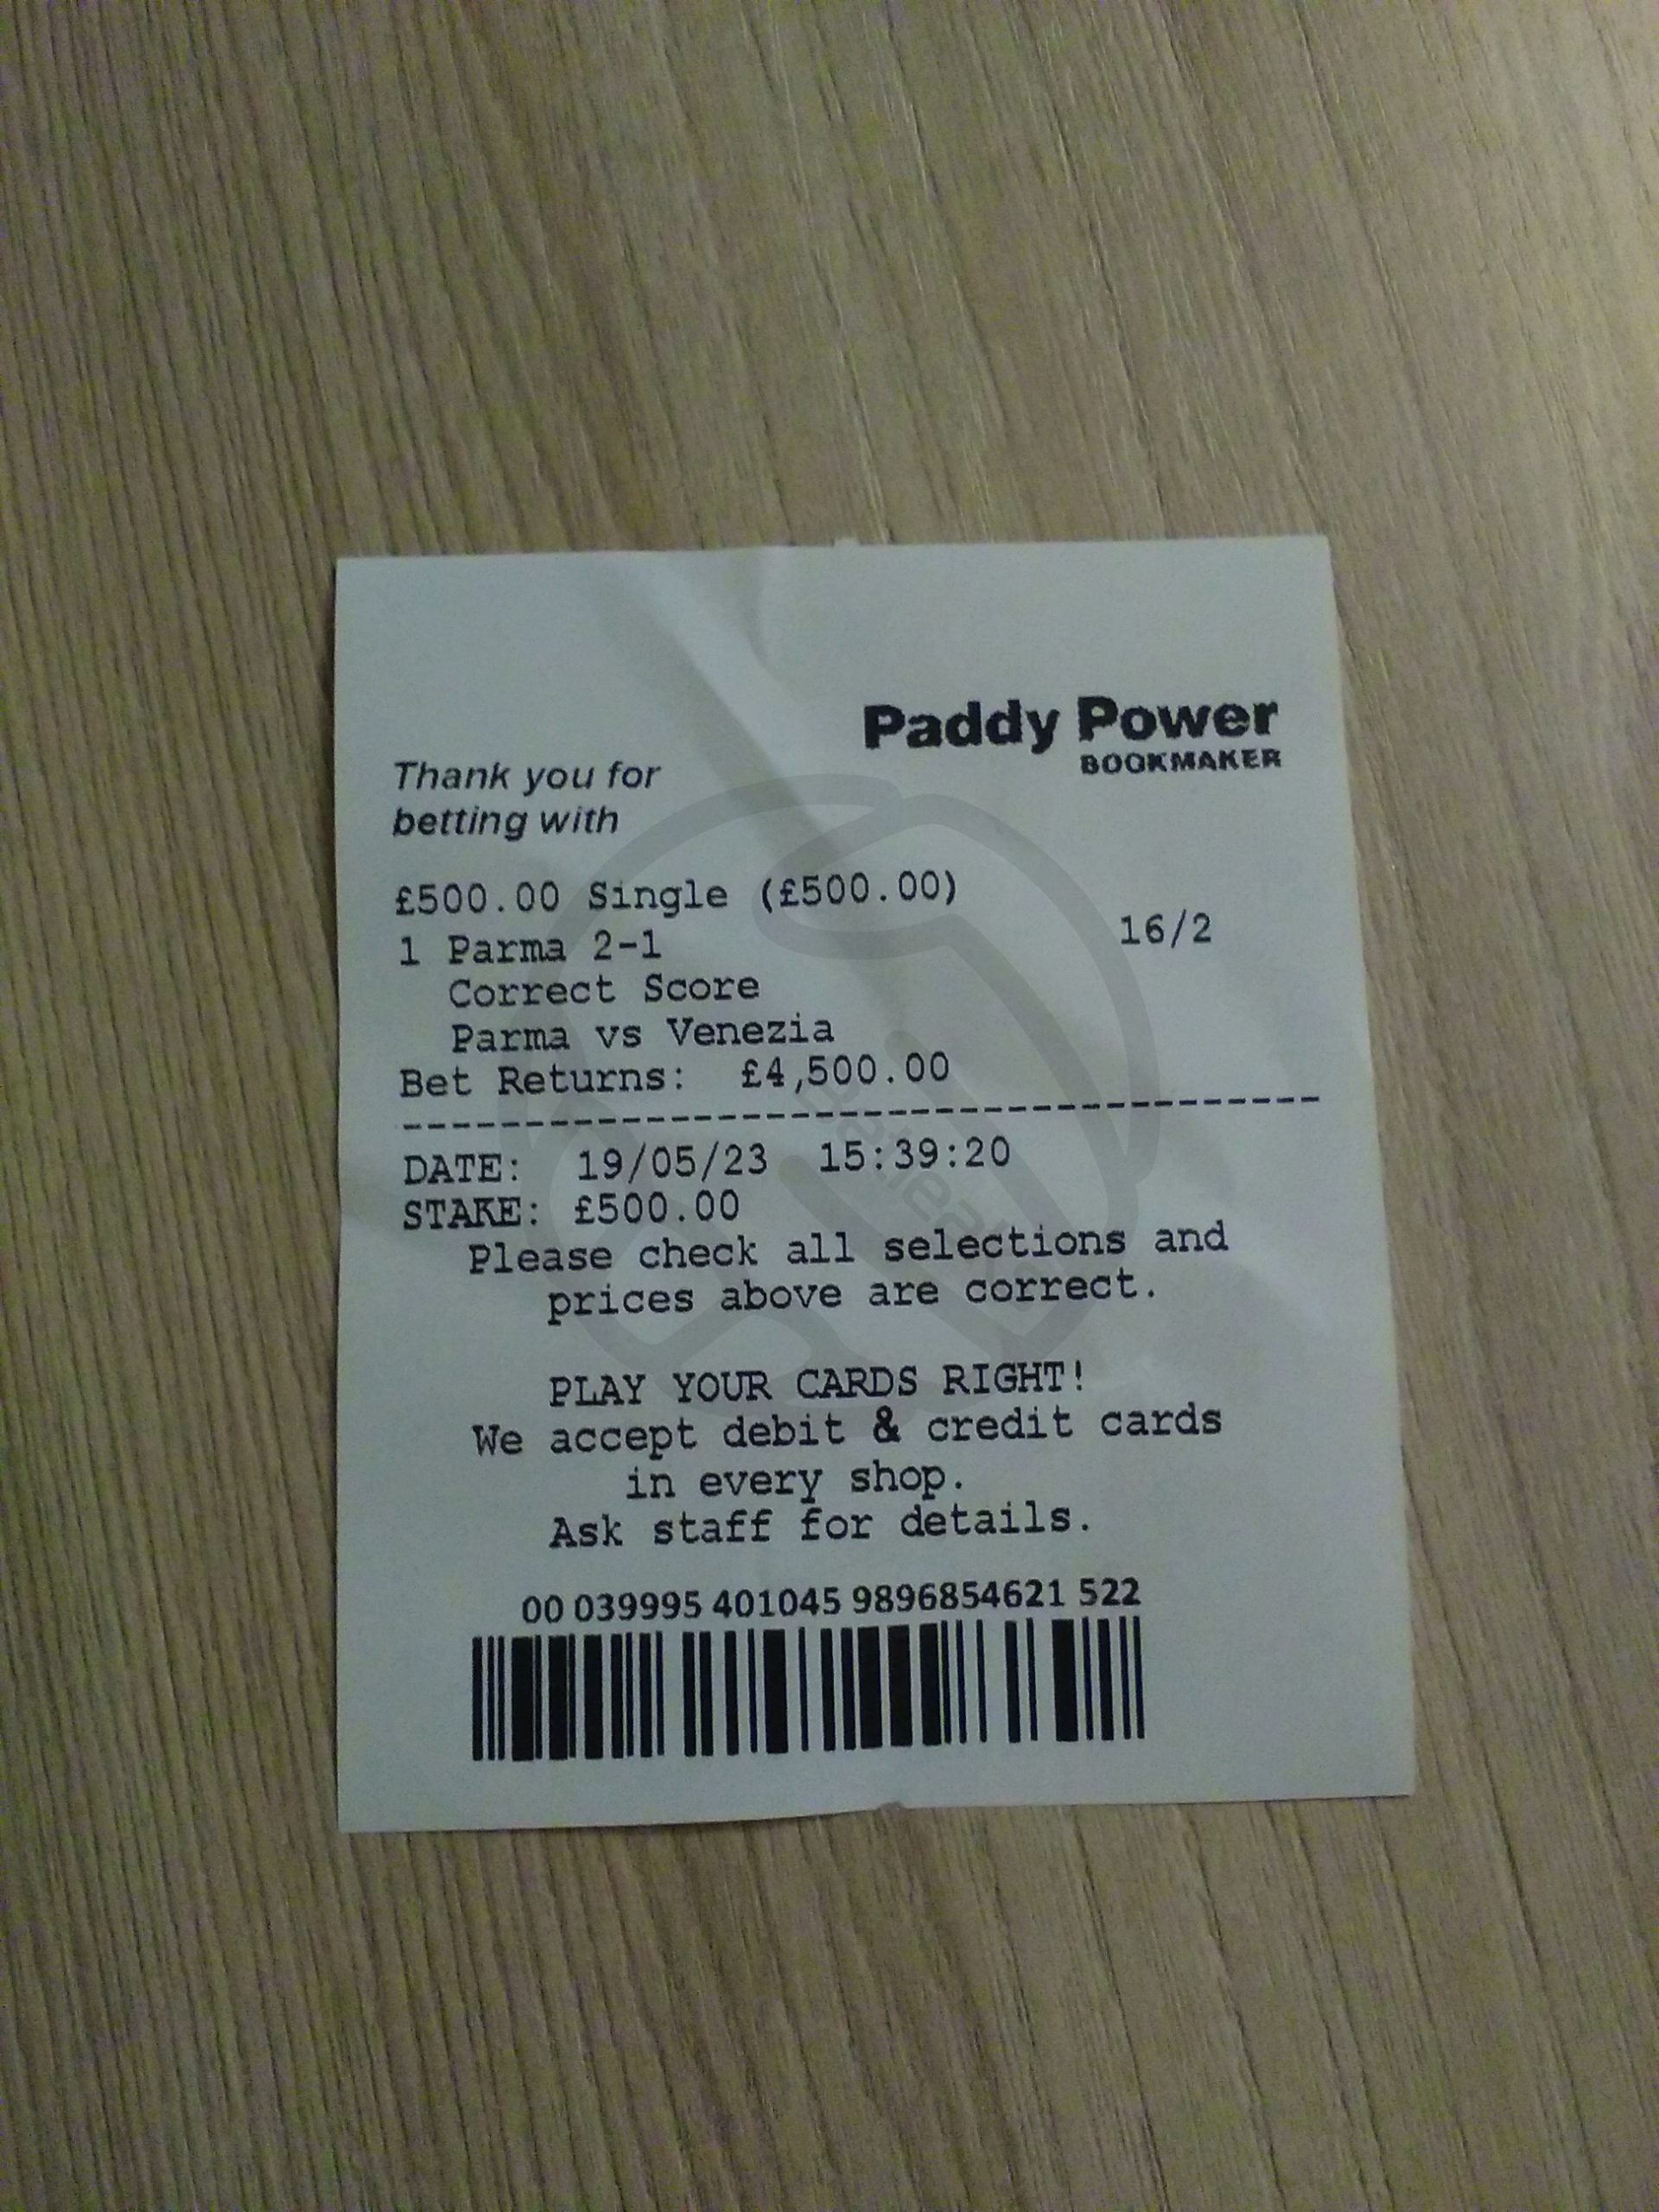 Paddy Power
BOOKMAKER
Thank you for
betting with
£500.00 Single (£500.00)
1 Parma 2-1 16/2
Correct Score
Parma vs Venezia
Bet Returns: £4,500.00
--------------------------------------
DATE: 19/05/23 15:39:20
STAKE: £500.00
Please check all selections and
prices above are correct.
PLAY YOUR CARDS RIGHT!
We accept debit & credit cards
in every shop.
Ask staff for details.
00 039995 401045 9896854621 522